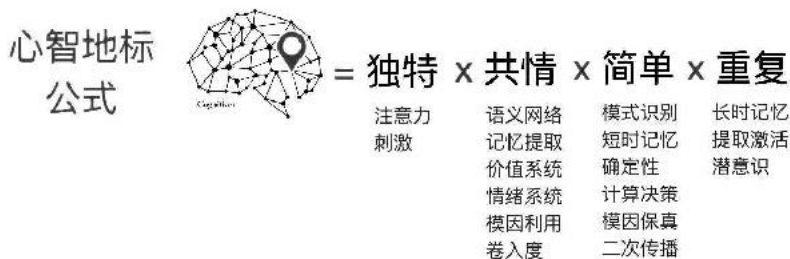 心智地标
公式
Cognition
= 独特 x 共情 x 简单 x 重复
注意力
刺激
语义网络
记忆提取
价值系统
情绪系统
模因利用
卷入度
模式识别
短时记忆
确定性
计算决策
模因保真
二次传播
长时记忆
提取激活
潜意识